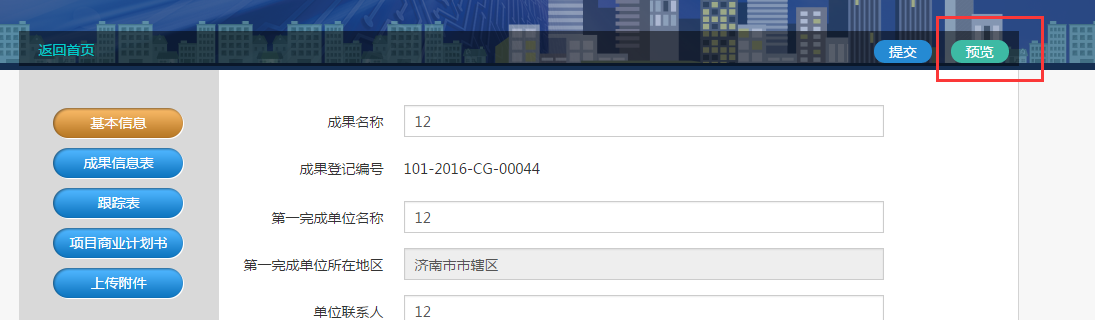 返回首页 提交 预览
基本信息
成果信息表
跟踪表
项目商业计划书
上传附件
成果名称 12
成果登记编号 101-2016-CG-00044
第一完成单位名称 12
第一完成单位所在地区 济南市市辖区
单位联系人 12